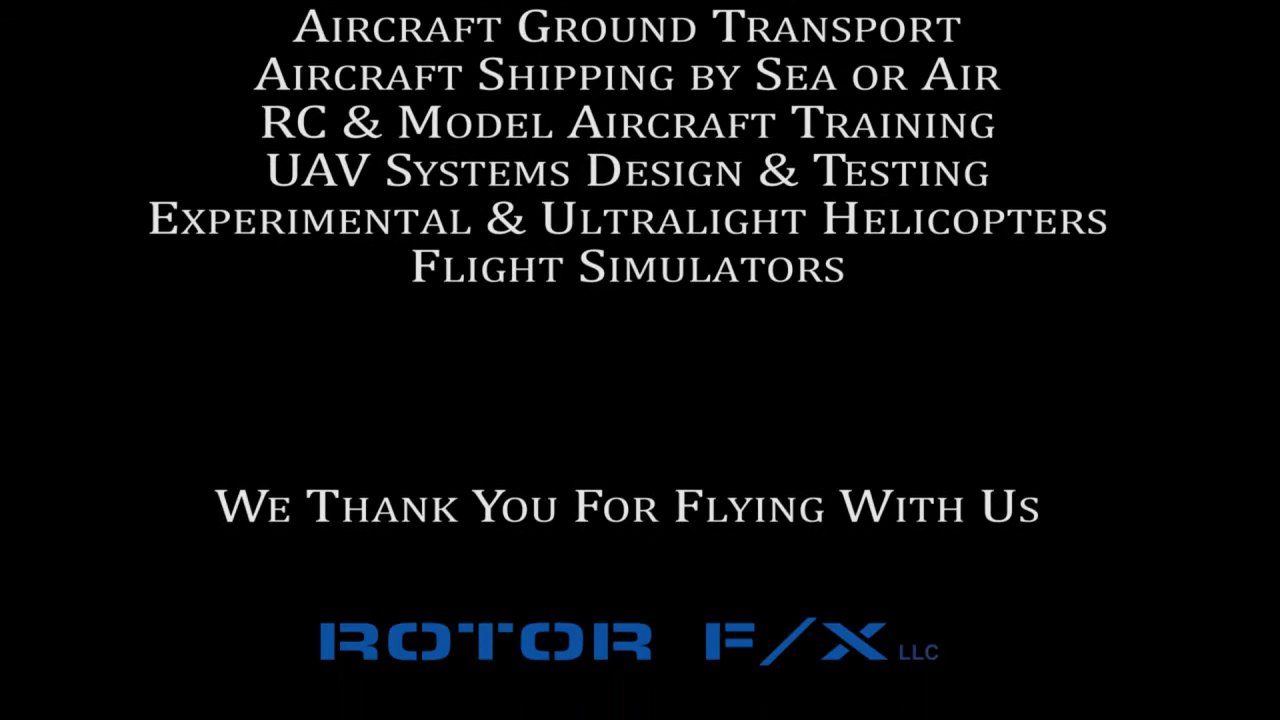 Aircraft Ground Transport
Aircraft Shipping by Sea or Air
RC & Model Aircraft Training
UAV Systems Design & Testing
Experimental & Ultralight Helicopters
Flight Simulators
We Thank You For Flying With Us
ROTOR F/X LLC